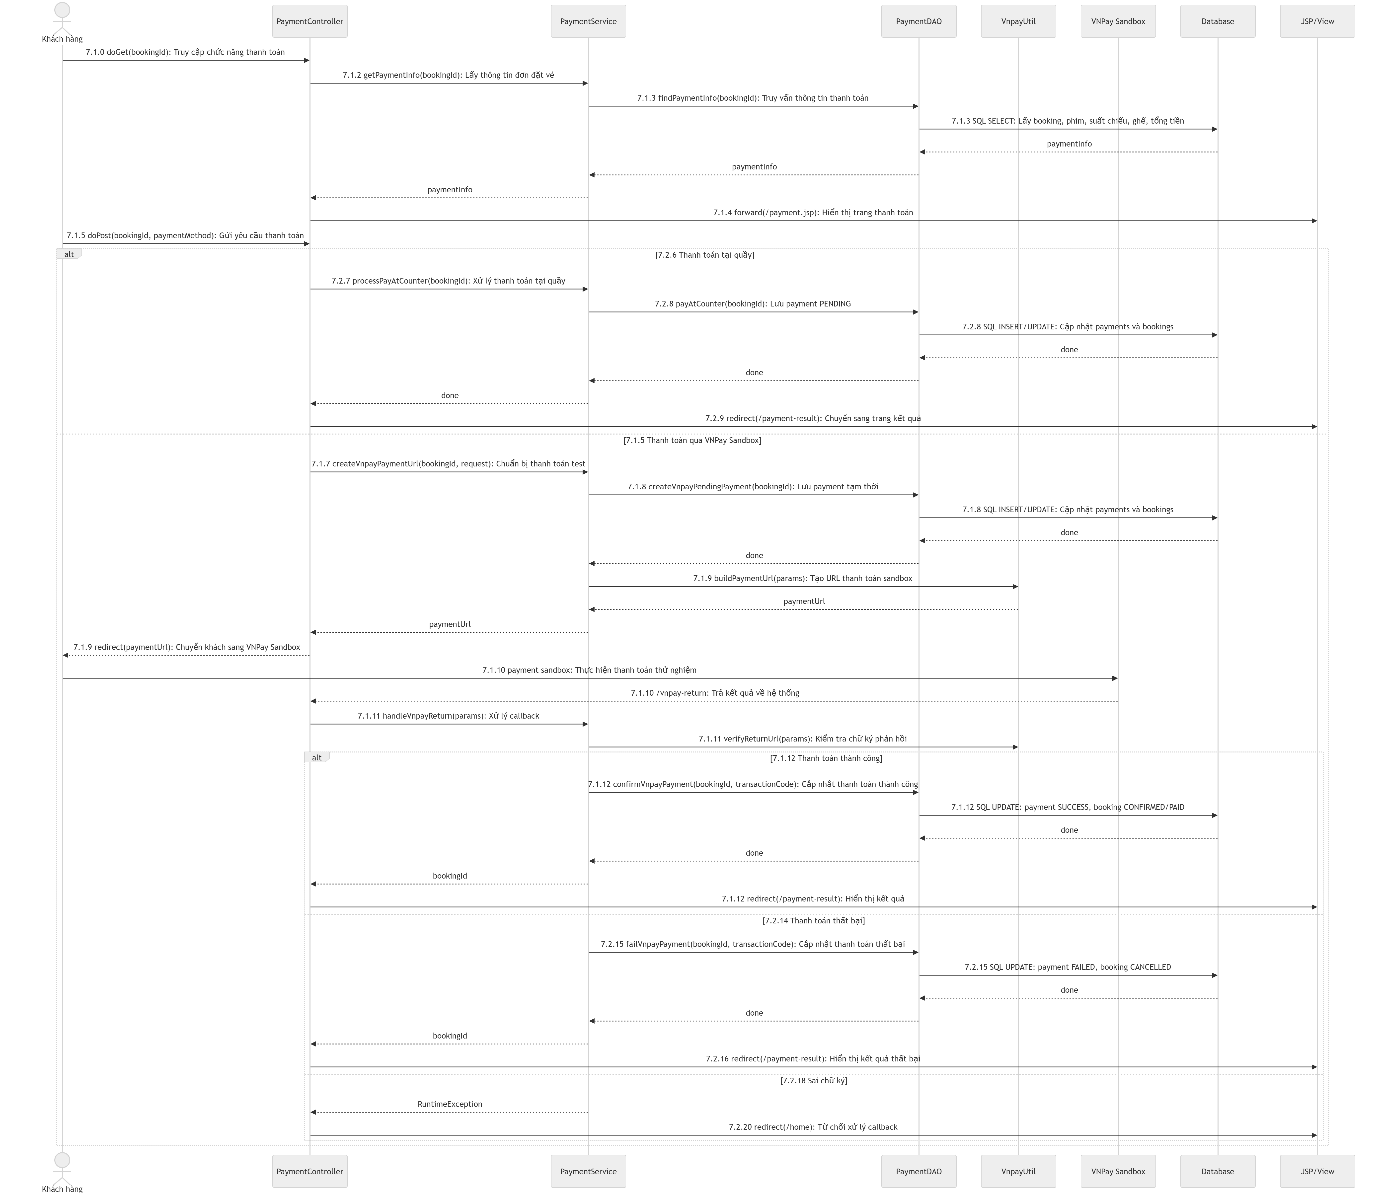 Khách hàng
PaymentController
PaymentService
PaymentDAO
VnpayUtil
VNPay Sandbox
Database
JSP/View
7.1.0 doGet(bookingId): Truy cập chức năng thanh toán
7.1.2 getPaymentInfo(bookingId): Lấy thông tin đơn đặt vé
7.1.3 findPaymentInfo(bookingId): Truy vấn thông tin thanh toán
7.1.3 SQL SELECT: Lấy booking, phim, suất chiếu, ghế, tổng tiền
paymentInfo
paymentInfo
paymentInfo
7.1.4 forward(/payment.jsp): Hiển thị trang thanh toán
7.1.5 doPost(bookingId, paymentMethod): Gửi yêu cầu thanh toán
alt
[7.2.6 Thanh toán tại quầy]
7.2.7 processPayAtCounter(bookingId): Xử lý thanh toán tại quầy
7.2.8 payAtCounter(bookingId): Lưu payment PENDING
7.2.8 SQL INSERT/UPDATE: Cập nhật payments và bookings
done
done
done
7.2.9 redirect(/payment-result): Chuyển sang trang kết quả
[7.1.5 Thanh toán qua VNPay Sandbox]
7.1.7 createVnpayPaymentUrl(bookingId, request): Chuẩn bị thanh toán test
7.1.8 createVnpayPendingPayment(bookingId): Lưu payment tạm thời
7.1.8 SQL INSERT/UPDATE: Cập nhật payments và bookings
done
done
7.1.9 buildPaymentUrl(params): Tạo URL thanh toán sandbox
paymentUrl
paymentUrl
7.1.9 redirect(paymentUrl): Chuyển khách sang VNPay Sandbox
7.1.10 payment sandbox: Thực hiện thanh toán thử nghiệm
7.1.10 /vnpay-return: Trả kết quả về hệ thống
7.1.11 handleVnpayReturn(params): Xử lý callback
7.1.11 verifyReturnUrl(params): Kiểm tra chữ ký phản hồi
alt
[7.1.12 Thanh toán thành công]
7.1.12 confirmVnpayPayment(bookingId, transactionCode): Cập nhật thanh toán thành công
7.1.12 SQL UPDATE: payment SUCCESS, booking CONFIRMED/PAID
done
done
bookingId
7.1.12 redirect(/payment-result): Hiển thị kết quả
[7.2.14 Thanh toán thất bại]
7.2.15 failVnpayPayment(bookingId, transactionCode): Cập nhật thanh toán thất bại
7.2.15 SQL UPDATE: payment FAILED, booking CANCELLED
done
done
bookingId
7.2.16 redirect(/payment-result): Hiển thị kết quả thất bại
[7.2.18 Sai chữ ký]
RuntimeException
7.2.20 redirect(/home): Từ chối xử lý callback
Khách hàng
PaymentController
PaymentService
PaymentDAO
VnpayUtil
VNPay Sandbox
Database
JSP/View